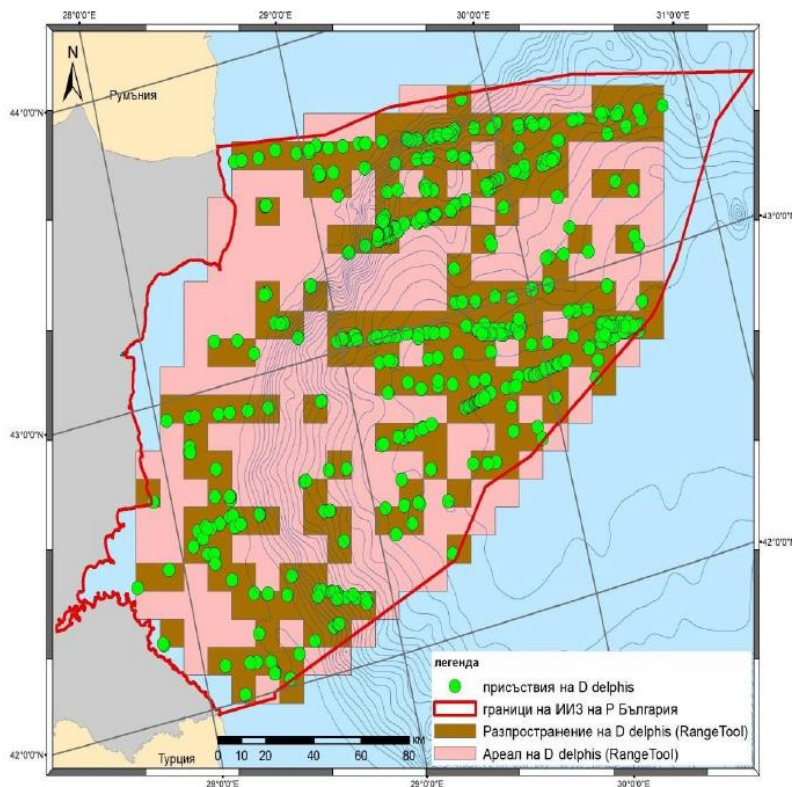 28°0'0"E 29°0'0"E 30°0'0"E 31°0'0"E
N
Румъния
44°0'0"N
43°0'0"N
43°0'0"N
42°0'0"N
42°0'0"N
Турция
легенда
присъствия на D delphis
граници на ИИЗ на Р България
Разпространение на D delphis (RangeTool)
Ареал на D delphis (RangeTool)
0 10 20 40 60 80
КМ
28°0'0"E 29°0'0"E 30°0'0"E